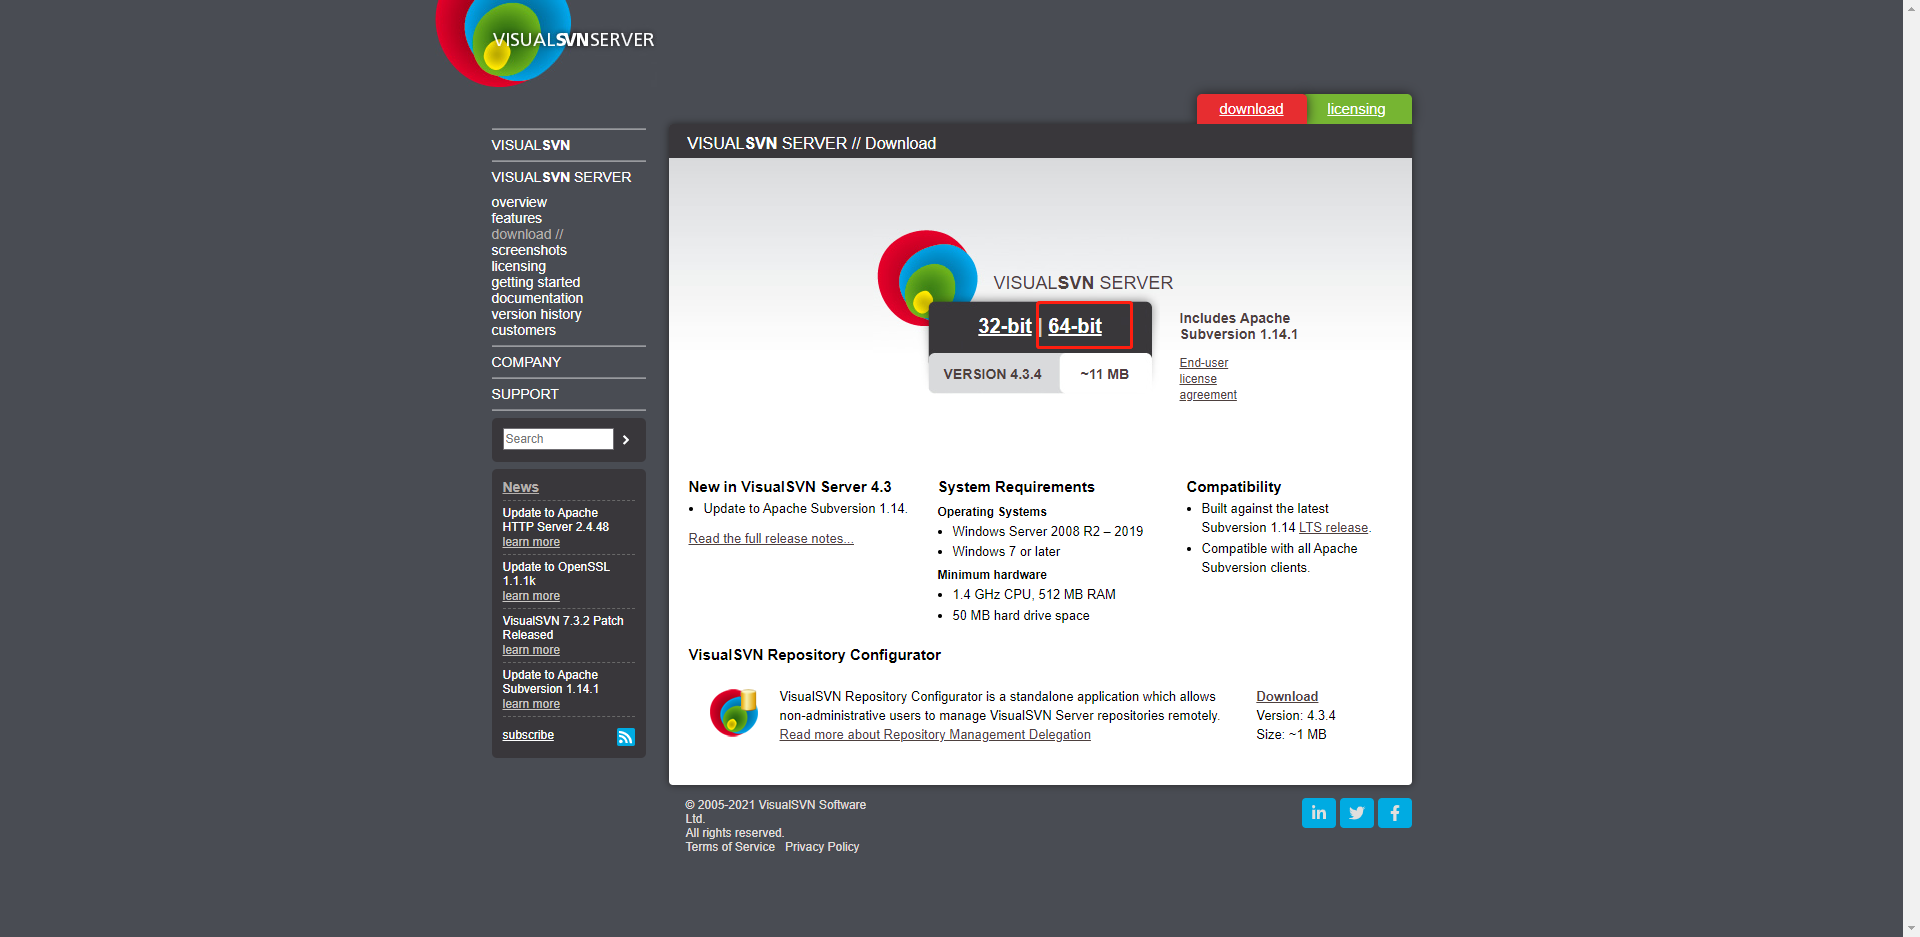 VISUALSVNSERVER
download
licensing
VISUALSVN
VISUALSVN SERVER
overview
features
download //
screenshots
licensing
getting started
documentation
version history
customers
COMPANY
SUPPORT
Search
News
Update to Apache
HTTP Server 2.4.48
learn more
Update to OpenSSL
1.1.1k
learn more
VisualSVN 7.3.2 Patch
Released
learn more
Update to Apache
Subversion 1.14.1
learn more
subscribe
VISUALSVN SERVER // Download
VISUALSVN SERVER
32-bit | 64-bit
VERSION 4.3.4
~11 MB
Includes Apache
Subversion 1.14.1
End-user
license
agreement
New in VisualSVN Server 4.3
• Update to Apache Subversion 1.14.
Read the full release notes...
System Requirements
Operating Systems
• Windows Server 2008 R2 – 2019
• Windows 7 or later
Minimum hardware
• 1.4 GHz CPU, 512 MB RAM
• 50 MB hard drive space
Compatibility
• Built against the latest
Subversion 1.14 LTS release.
• Compatible with all Apache
Subversion clients.
VisualSVN Repository Configurator
VisualSVN Repository Configurator is a standalone application which allows
non-administrative users to manage VisualSVN Server repositories remotely.
Read more about Repository Management Delegation
Download
Version: 4.3.4
Size: ~1 MB
© 2005-2021 VisualSVN Software
Ltd.
All rights reserved.
Terms of Service Privacy Policy